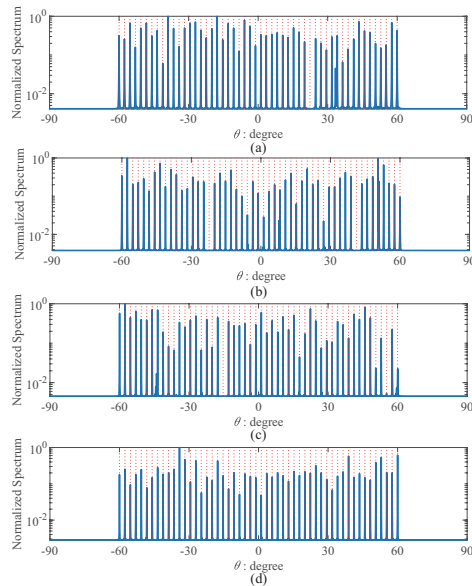 Normalized Spectrum
10^0
10^-2
-90 -60 -30 0 30 60 90
θ : degree
(a)
Normalized Spectrum
10^0
10^-2
-90 -60 -30 0 30 60 90
θ : degree
(b)
Normalized Spectrum
10^0
10^-2
-90 -60 -30 0 30 60 90
θ : degree
(c)
Normalized Spectrum
10^0
10^-2
-90 -60 -30 0 30 60 90
θ : degree
(d)